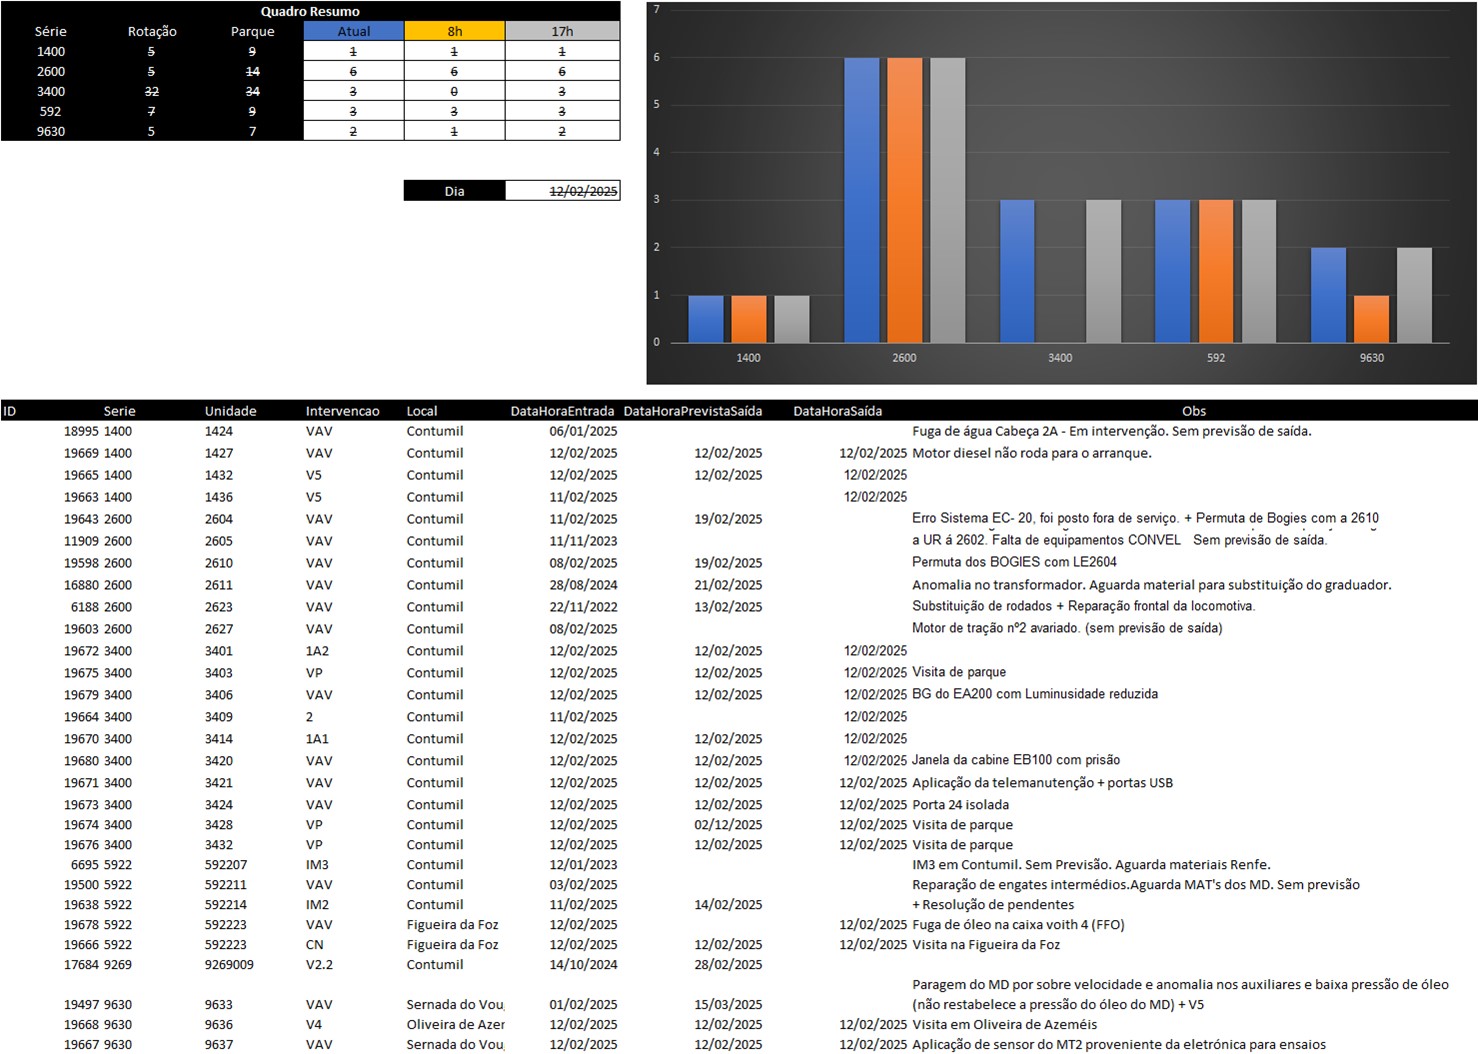 Quadro Resumo
Série Rotação Parque Atual 8h 17h
1400 5 9 1 1 1
2600 5 14 6 6 6
3400 32 34 3 0 3
592 7 9 3 3 3
9630 5 7 2 1 2
Dia 12/02/2025
7
6
5
4
3
2
1
0
1400 2600 3400 592 9630
ID Serie Unidade Intervencao Local DataHoraEntrada DataHoraPrevistaSaída DataHoraSaída Obs
18995 1400 1424 VAV Contumil 06/01/2025 Fuga de água Cabeça 2A - Em intervenção. Sem previsão de saída.
19669 1400 1427 VAV Contumil 12/02/2025 12/02/2025 12/02/2025 Motor diesel não roda para o arranque.
19665 1400 1432 V5 Contumil 12/02/2025 12/02/2025 12/02/2025
19663 1400 1436 V5 Contumil 11/02/2025 12/02/2025
19643 2600 2604 VAV Contumil 11/02/2025 19/02/2025 Erro Sistema EC- 20, foi posto fora de serviço. + Permuta de Bogies com a 2610
11909 2600 2605 VAV Contumil 11/11/2023 a UR á 2602. Falta de equipamentos CONVEL Sem previsão de saída.
19598 2600 2610 VAV Contumil 08/02/2025 19/02/2025 Permuta dos BOGIES com LE2604
16880 2600 2611 VAV Contumil 28/08/2024 21/02/2025 Anomalia no transformador. Aguarda material para substituição do graduador.
6188 2600 2623 VAV Contumil 22/11/2022 13/02/2025 Substituição de rodados + Reparação frontal da locomotiva.
19603 2600 2627 VAV Contumil 08/02/2025 Motor de tração nº2 avariado. (sem previsão de saída)
19672 3400 3401 1A2 Contumil 12/02/2025 12/02/2025 12/02/2025
19675 3400 3403 VP Contumil 12/02/2025 12/02/2025 12/02/2025 Visita de parque
19679 3400 3406 VAV Contumil 12/02/2025 12/02/2025 12/02/2025 BG do EA200 com Luminusidade reduzida
19664 3400 3409 2 Contumil 11/02/2025 12/02/2025
19670 3400 3414 1A1 Contumil 12/02/2025 12/02/2025 12/02/2025
19680 3400 3420 VAV Contumil 12/02/2025 12/02/2025 12/02/2025 Janela da cabine EB100 com prisão
19671 3400 3421 VAV Contumil 12/02/2025 12/02/2025 12/02/2025 Aplicação da telemanutenção + portas USB
19673 3400 3424 VAV Contumil 12/02/2025 12/02/2025 12/02/2025 Porta 24 isolada
19674 3400 3428 VP Contumil 12/02/2025 02/12/2025 12/02/2025 Visita de parque
19676 3400 3432 VP Contumil 12/02/2025 12/02/2025 12/02/2025 Visita de parque
6695 5922 592207 IM3 Contumil 12/01/2023 IM3 em Contumil. Sem Previsão. Aguarda materiais Renfe.
19500 5922 592211 VAV Contumil 03/02/2025 Reparação de engates intermédios.Aguarda MAT's dos MD. Sem previsão
19638 5922 592214 IM2 Contumil 11/02/2025 14/02/2025 + Resolução de pendentes
19678 5922 592223 VAV Figueira da Foz 12/02/2025 12/02/2025 Fuga de óleo na caixa voith 4 (FFO)
19666 5922 592223 CN Figueira da Foz 12/02/2025 12/02/2025 12/02/2025 Visita na Figueira da Foz
17684 9269 9269009 V2.2 Contumil 14/10/2024 28/02/2025
Paragem do MD por sobre velocidade e anomalia nos auxiliares e baixa pressão de óleo
19497 9630 9633 VAV Sernada do Vou 01/02/2025 15/03/2025 (não restabelece a pressão do óleo do MD) + V5
19668 9630 9636 V4 Oliveira de Azer 12/02/2025 12/02/2025 12/02/2025 Visita em Oliveira de Azeméis
19667 9630 9637 VAV Sernada do Vou 12/02/2025 12/02/2025 12/02/2025 Aplicação de sensor do MT2 proveniente da eletrónica para ensaios